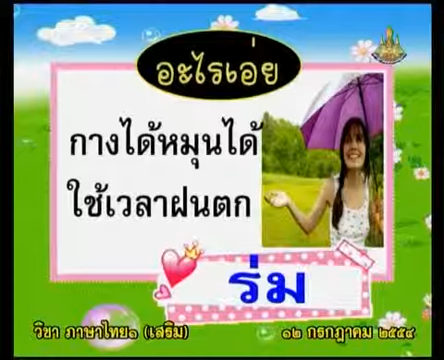 อะไรเอ่ย
กางได้หมุนได้
ใช้เวลาฝนตก
ร่ม
วิชา ภาษาไทย๑ (เสริม)
๑๒ กรกฎาคม ๒๕๕๔